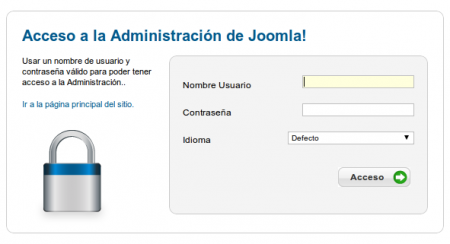 Acceso a la Administración de Joomla!
Usar un nombre de usuario y
contraseña válido para poder tener
acceso a la Administración..
Ir a la página principal del sitio.
Nombre Usuario
Contraseña
Idioma
Defecto
Acceso